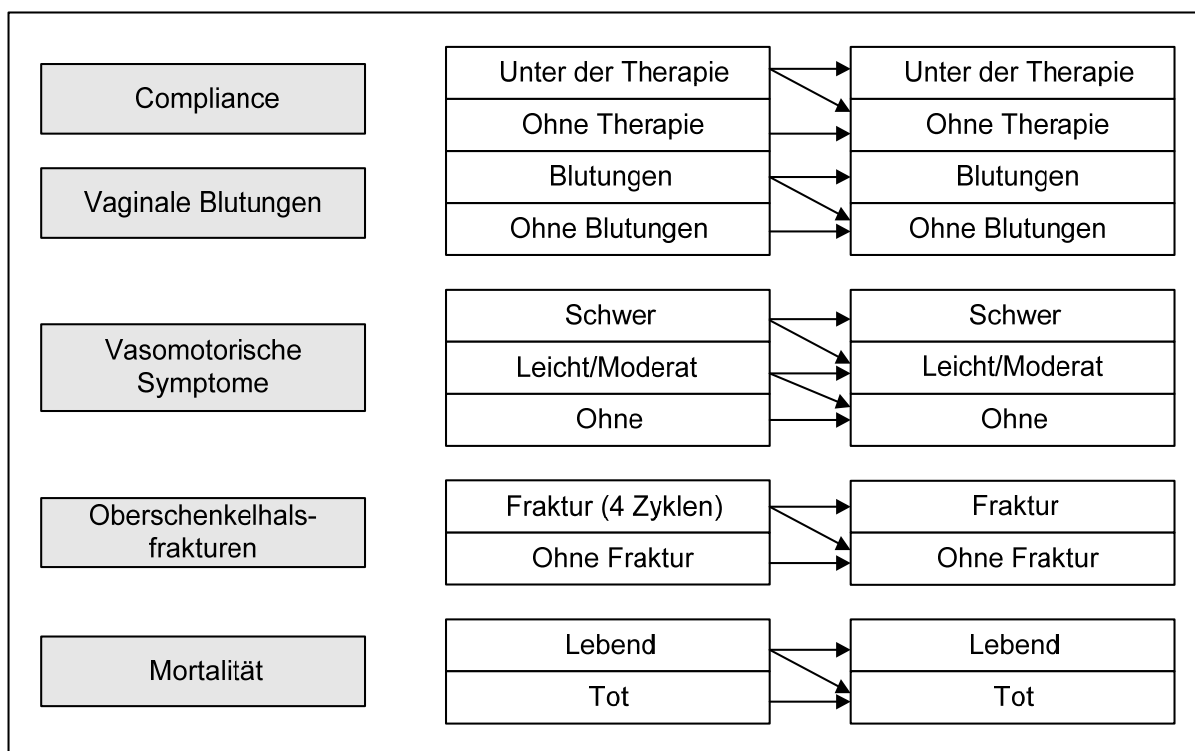 Compliance
Unter der Therapie
Unter der Therapie
Ohne Therapie
Ohne Therapie
Vaginale Blutungen
Blutungen
Blutungen
Ohne Blutungen
Ohne Blutungen
Vasomotorische
Symptome
Schwer
Schwer
Leicht/Moderat
Leicht/Moderat
Ohne
Ohne
Oberschenkelhals-
frakturen
Fraktur (4 Zyklen)
Fraktur
Ohne Fraktur
Ohne Fraktur
Mortalität
Lebend
Lebend
Tot
Tot